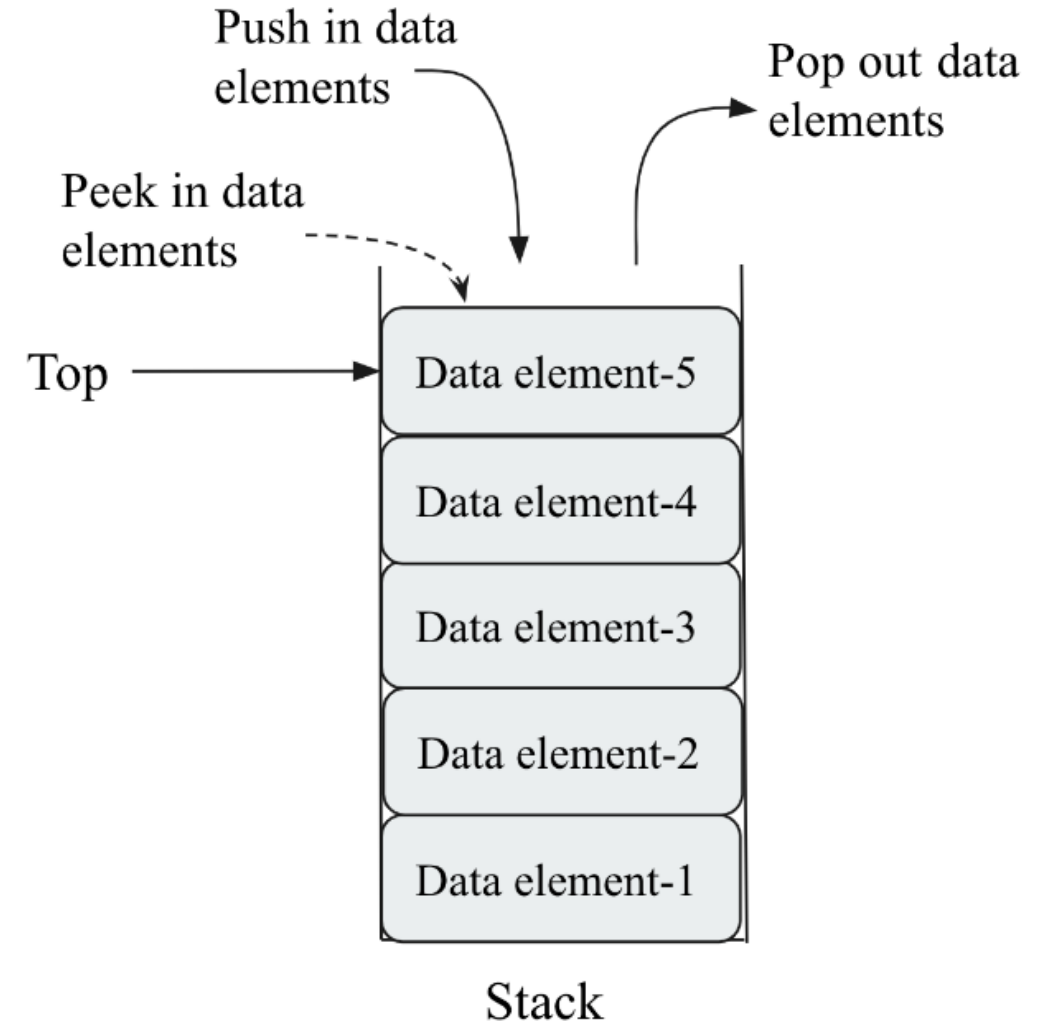 Push in data
elements
Pop out data
elements
Peek in data
elements
Top
Data element-5
Data element-4
Data element-3
Data element-2
Data element-1
Stack